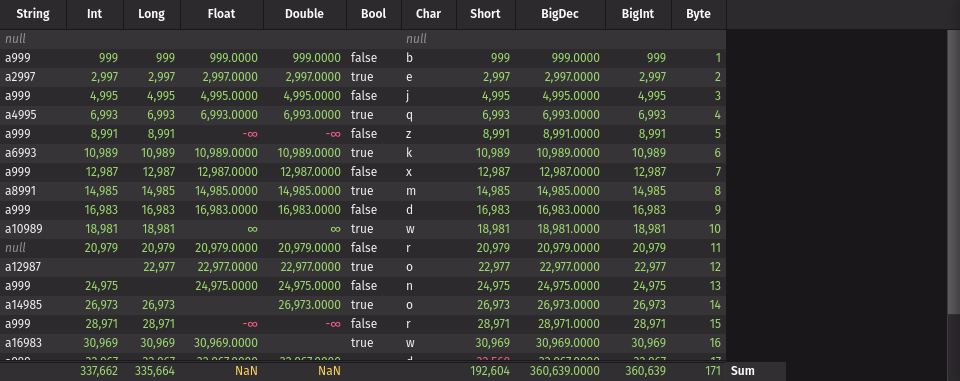 String Int Long Float Double Bool Char Short BigDec BigInt Byte
null null
a999 999 999 999.0000 999.0000 false b 999 999.0000 999 1
a2997 2,997 2,997 2,997.0000 2,997.0000 true e 2,997 2,997.0000 2,997 2
a999 4,995 4,995 4,995.0000 4,995.0000 false j 4,995 4,995.0000 4,995 3
a4995 6,993 6,993 6,993.0000 6,993.0000 true q 6,993 6,993.0000 6,993 4
a999 8,991 8,991 -∞ -∞ false z 8,991 8,991.0000 8,991 5
a6993 10,989 10,989 10,989.0000 10,989.0000 true k 10,989 10,989.0000 10,989 6
a999 12,987 12,987 12,987.0000 12,987.0000 false x 12,987 12,987.0000 12,987 7
a8991 14,985 14,985 14,985.0000 14,985.0000 true m 14,985 14,985.0000 14,985 8
a999 16,983 16,983 16,983.0000 16,983.0000 false d 16,983 16,983.0000 16,983 9
a10989 18,981 18,981 ∞ ∞ true w 18,981 18,981.0000 18,981 10
null 20,979 20,979 20,979.0000 20,979.0000 false r 20,979 20,979.0000 20,979 11
a12987 22,977 22,977.0000 22,977.0000 true o 22,977 22,977.0000 22,977 12
a999 24,975 24,975.0000 24,975.0000 false n 24,975 24,975.0000 24,975 13
a14985 26,973 26,973 26,973.0000 true o 26,973 26,973.0000 26,973 14
a999 28,971 28,971 -∞ -∞ false r 28,971 28,971.0000 28,971 15
a16983 30,969 30,969 30,969.0000 true w 30,969 30,969.0000 30,969 16
337,662 335,664 NaN NaN 192,604 360,639.0000 360,639 171 Sum